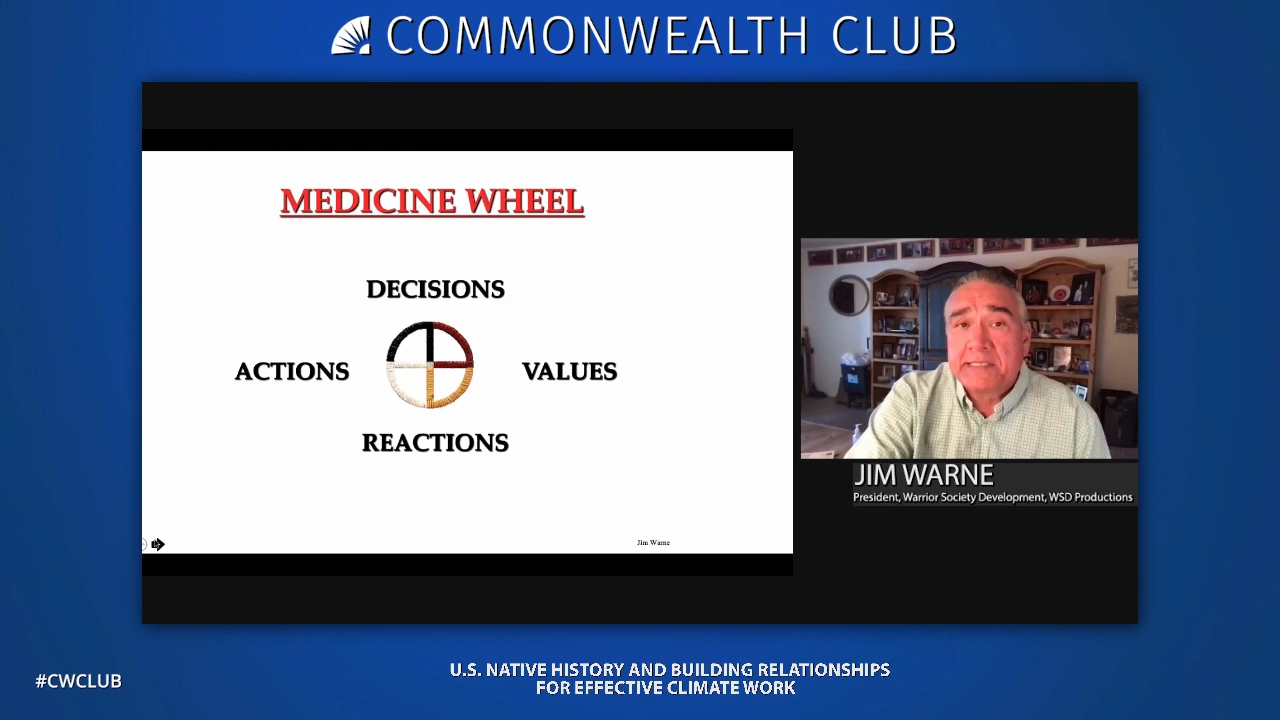 COMMONWEALTH CLUB
MEDICINE WHEEL
DECISIONS
ACTIONS
VALUES
REACTIONS
Jim Warne
JIM WARNE
President, Warrior Society Development, WSD Productions
#CWCLUB
U.S. NATIVE HISTORY AND BUILDING RELATIONSHIPS
FOR EFFECTIVE CLIMATE WORK